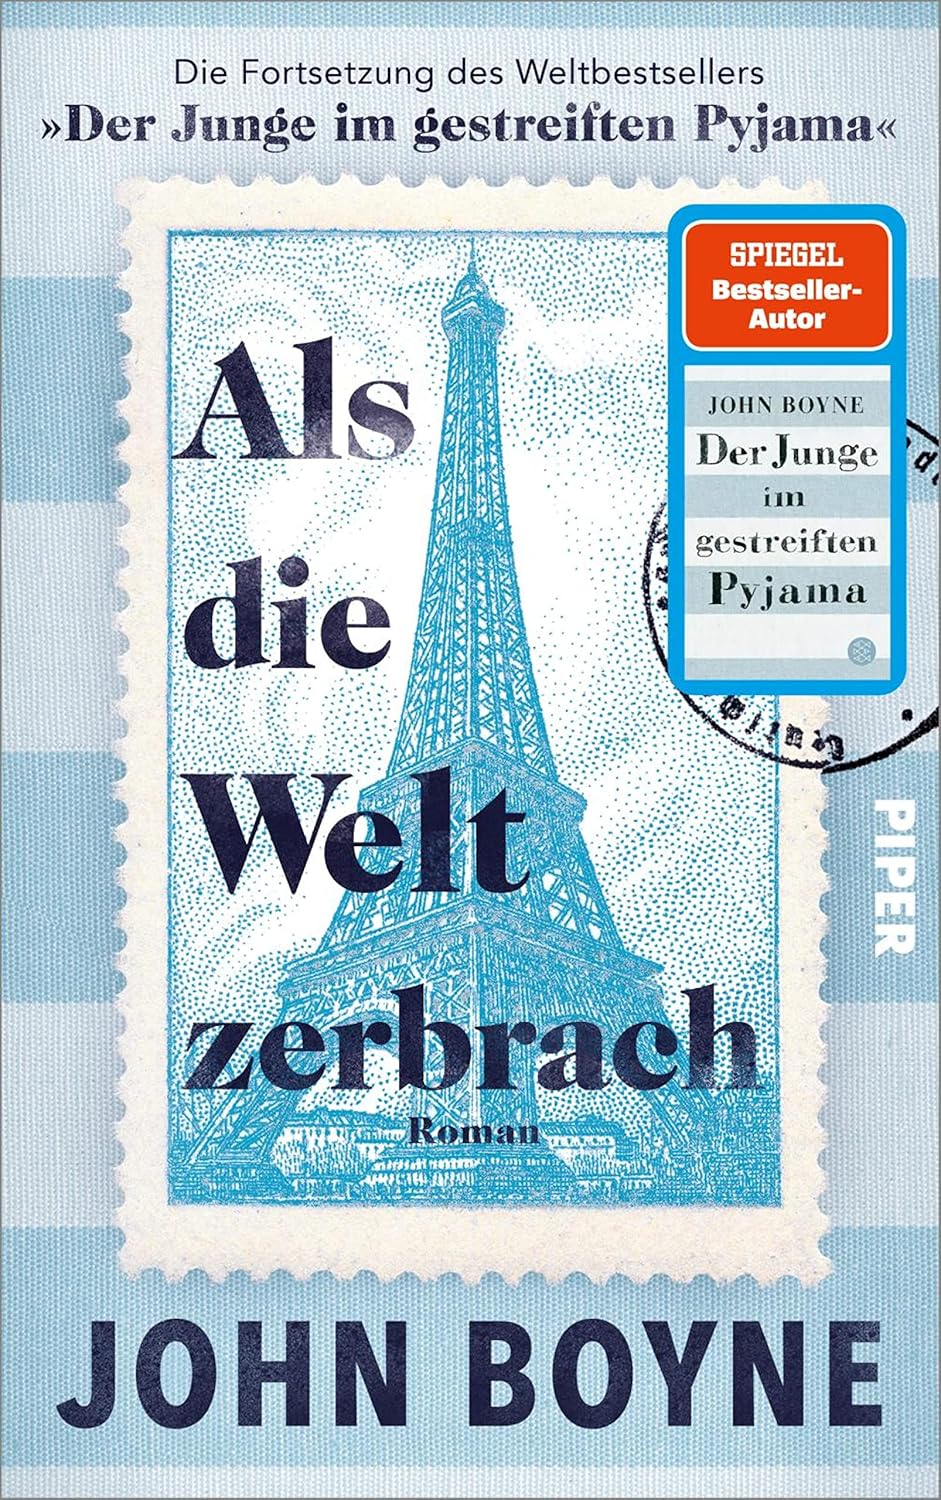 Die Fortsetzung des Weltbestsellers
»Der Junge im gestreiften Pyjama«
SPIEGEL
Bestseller-
Autor
JOHN BOYNE
Der Junge
im
gestreiften
Pyjama
Als
die
Welt
zerbrach
Roman
PIPER
JOHN BOYNE